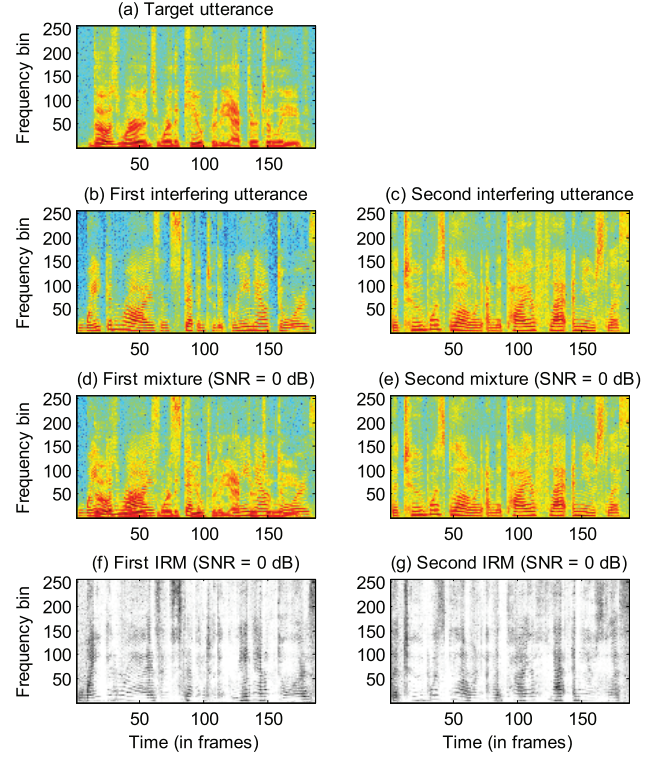 (a) Target utterance
Frequency bin
250
200
150
100
50
50 100 150
(b) First interfering utterance
Frequency bin
250
200
150
100
50
50 100 150
(c) Second interfering utterance
250
200
150
100
50
50 100 150
(d) First mixture (SNR = 0 dB)
Frequency bin
250
200
150
100
50
50 100 150
(e) Second mixture (SNR = 0 dB)
250
200
150
100
50
50 100 150
(f) First IRM (SNR = 0 dB)
Frequency bin
250
200
150
100
50
50 100 150
Time (in frames)
(g) Second IRM (SNR = 0 dB)
250
200
150
100
50
50 100 150
Time (in frames)